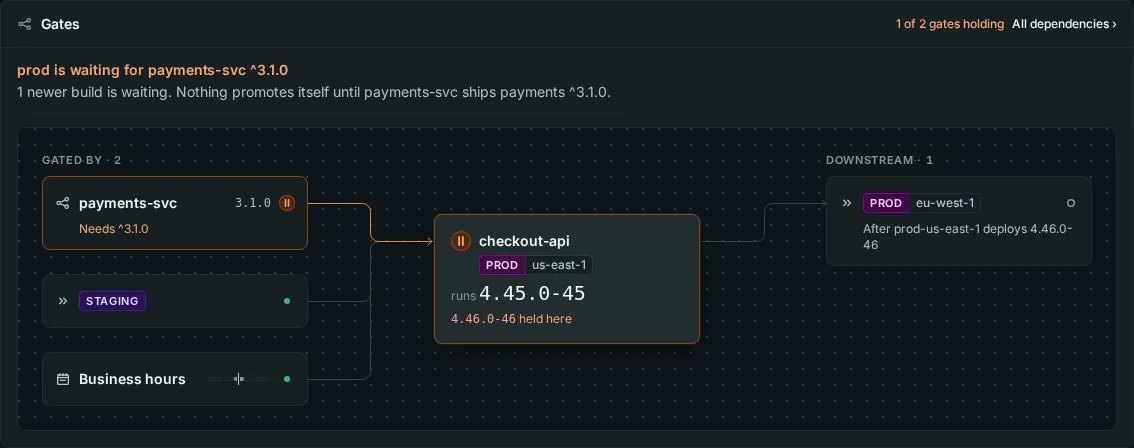 Gates
1 of 2 gates holding All dependencies ›
prod is waiting for payments-svc ^3.1.0
1 newer build is waiting. Nothing promotes itself until payments-svc ships payments ^3.1.0.
GATED BY · 2
payments-svc 3.1.0
Needs ^3.1.0
STAGING
Business hours
checkout-api
PROD us-east-1
runs 4.45.0-45
4.46.0-46 held here
DOWNSTREAM · 1
PROD eu-west-1
After prod-us-east-1 deploys 4.46.0-
46